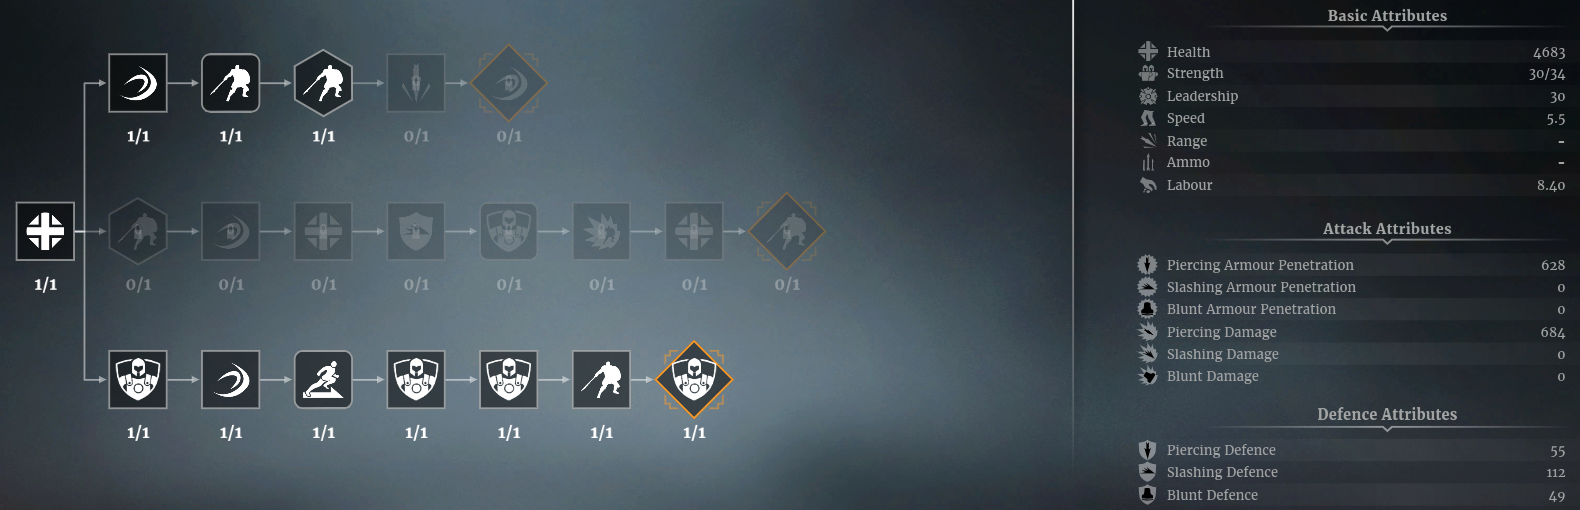 1/1 1/1 1/1 0/1 0/1
1/1 0/1 0/1 0/1 0/1 0/1 0/1 0/1 0/1
1/1 1/1 1/1 1/1 1/1 1/1 1/1
Basic Attributes
Health 4683
Strength 30/34
Leadership 30
Speed 5.5
Range -
Ammo -
Labour 8.40
Attack Attributes
Piercing Armour Penetration 628
Slashing Armour Penetration 0
Blunt Armour Penetration 0
Piercing Damage 684
Slashing Damage 0
Blunt Damage 0
Defence Attributes
Piercing Defence 55
Slashing Defence 112
Blunt Defence 49